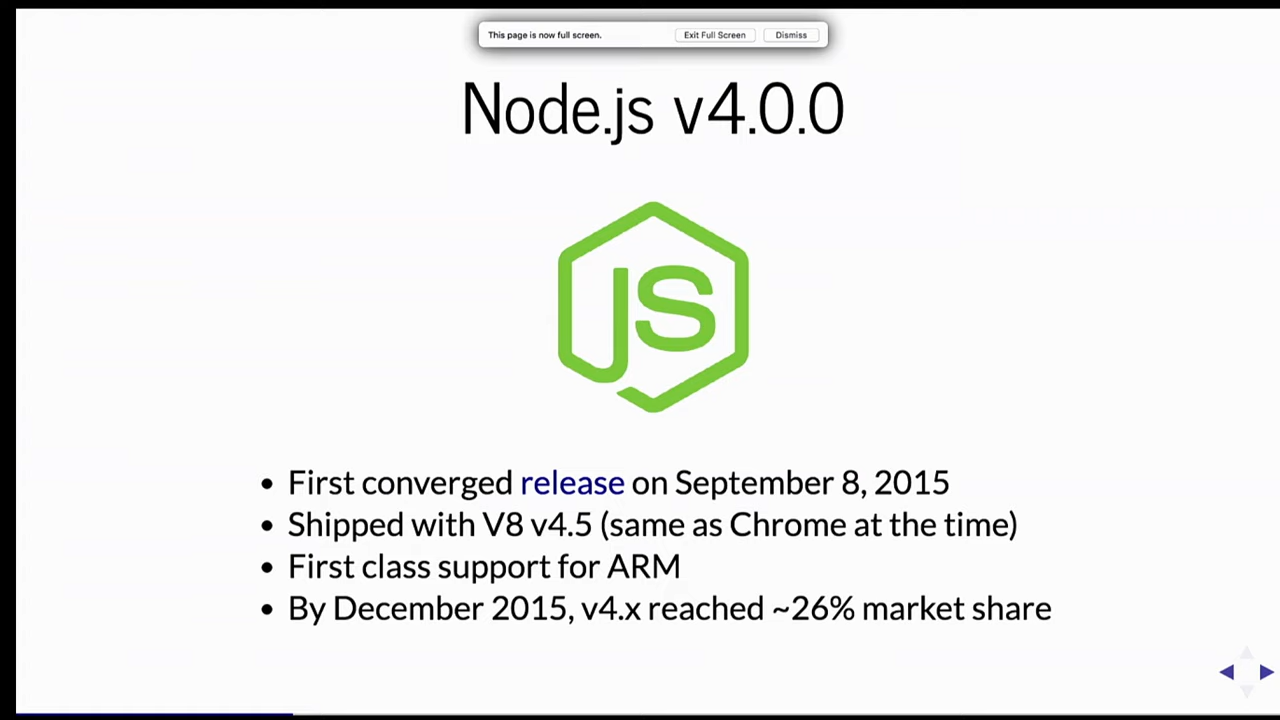 This page is now full screen. Exit Full Screen Dismiss
Node.js v4.0.0
JS
• First converged release on September 8, 2015
• Shipped with V8 v4.5 (same as Chrome at the time)
• First class support for ARM
• By December 2015, v4.x reached ~26% market share